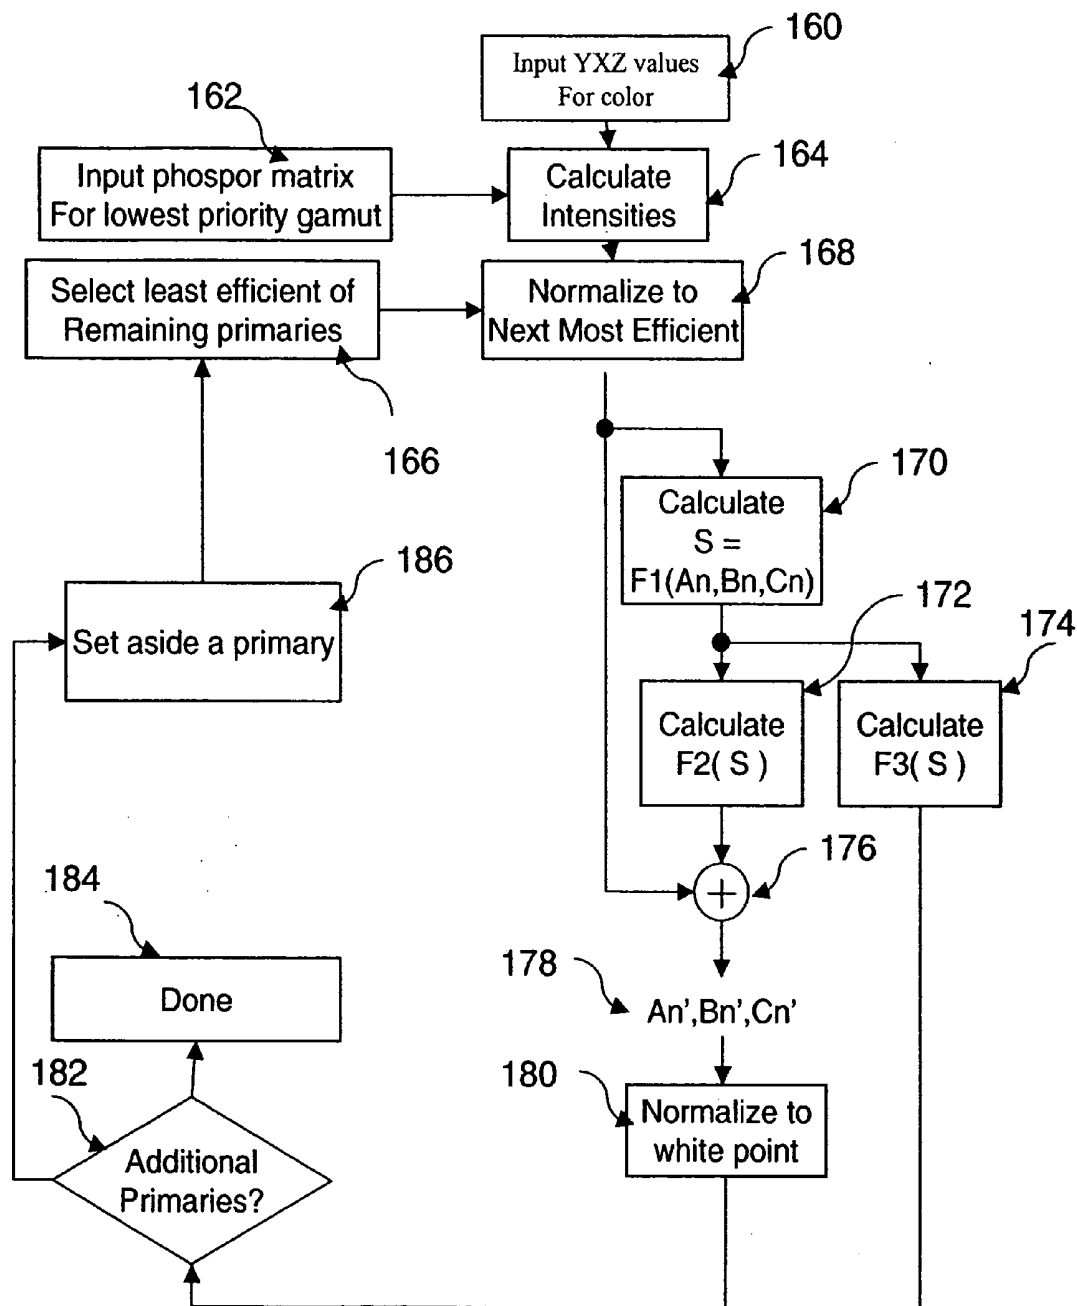 160
Input YXZ values
For color
162
Input phospor matrix
For lowest priority gamut
164
Calculate
Intensities
168
Select least efficient of
Remaining primaries
Normalize to
Next Most Efficient
166
170
Calculate
S =
F1(An,Bn,Cn)
186
Set aside a primary
172
174
Calculate
F2( S )
Calculate
F3( S )
176
+
184
Done
178
An',Bn',Cn'
182
180
Normalize to
white point
Additional
Primaries?